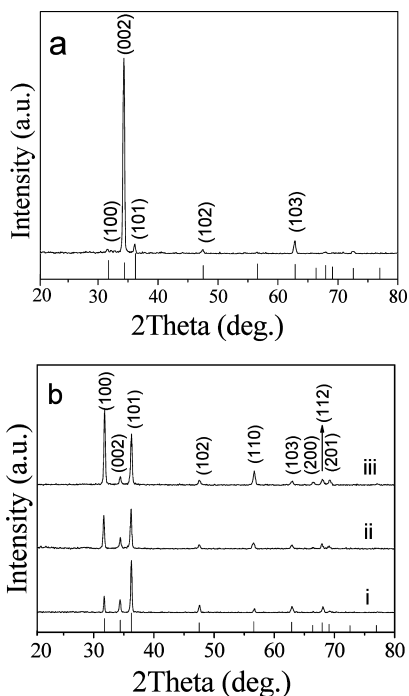 a
(002)
(100)
(101)
(102)
(103)
Intensity (a.u.)
20 30 40 50 60 70 80
2Theta (deg.)
b
(100)
(002)
(101)
(102)
(110)
(103)
(200)
(112)
(201)
iii
ii
i
Intensity (a.u.)
20 30 40 50 60 70 80
2Theta (deg.)